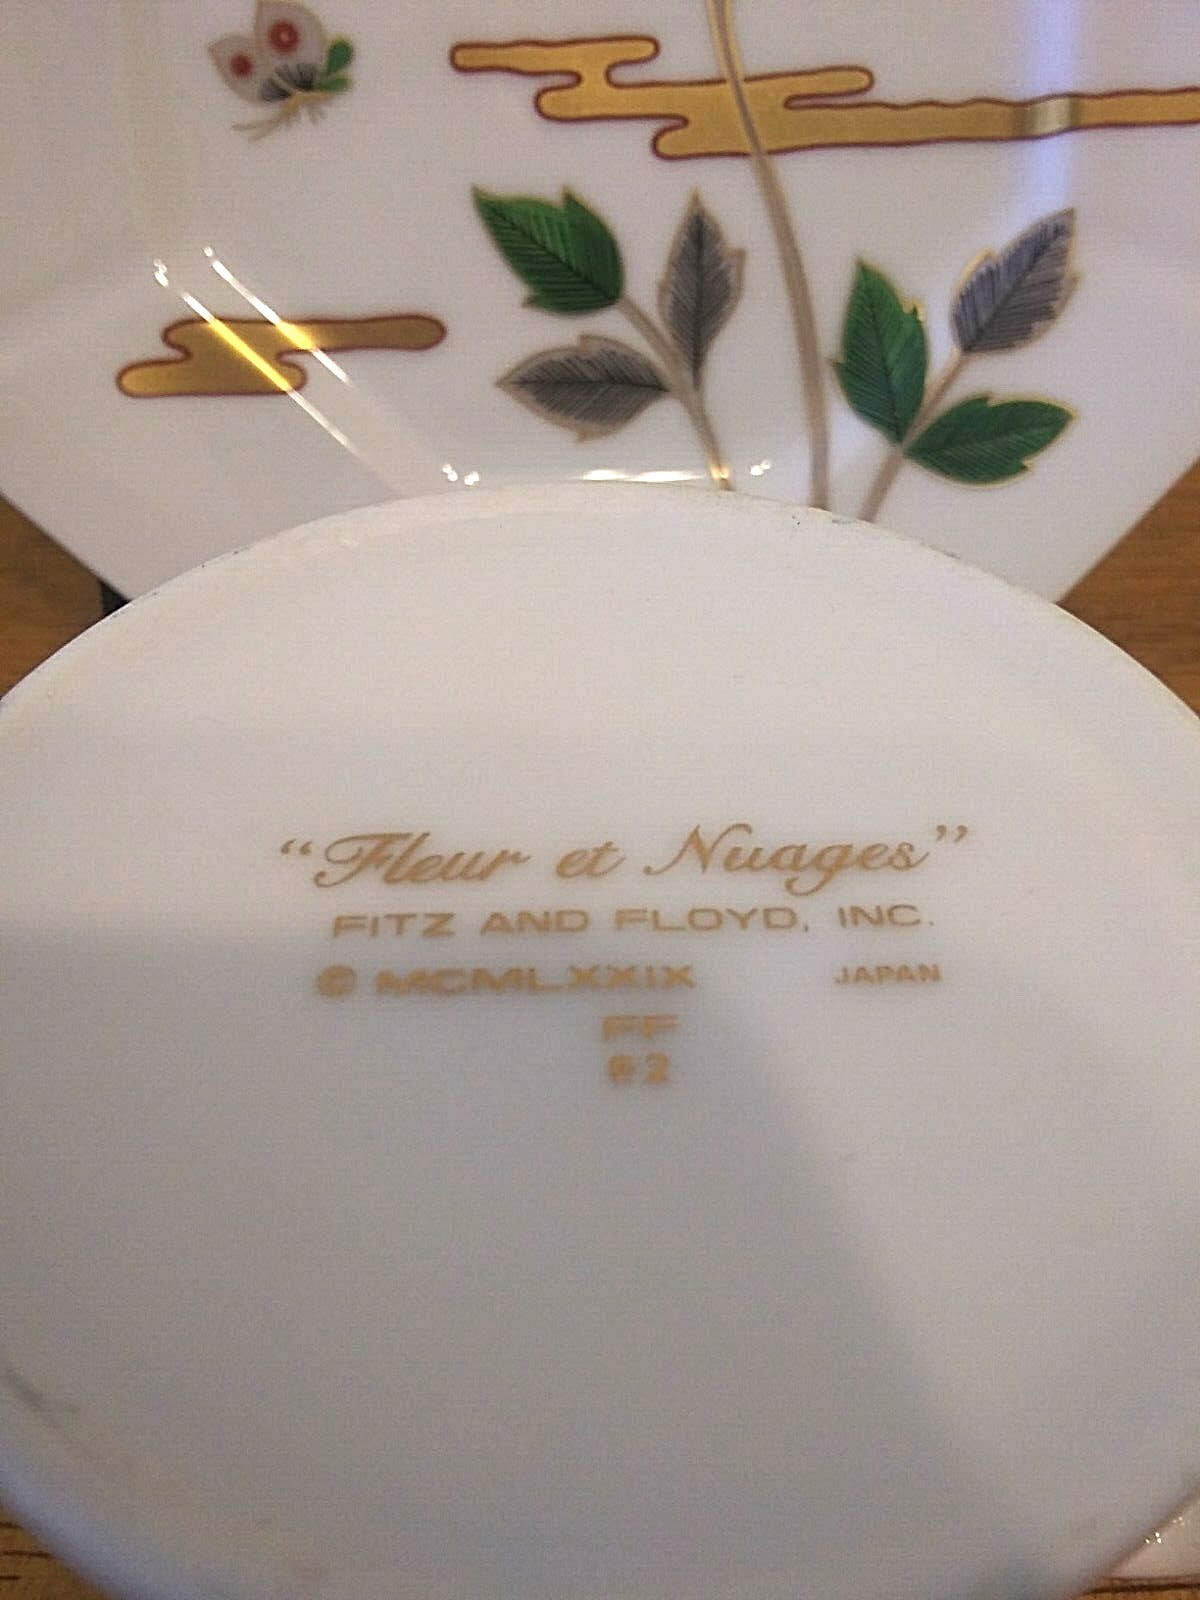 “Fleur et Nuages”
FITZ AND FLOYD, INC.
© MCMLXXIX JAPAN
FF
2